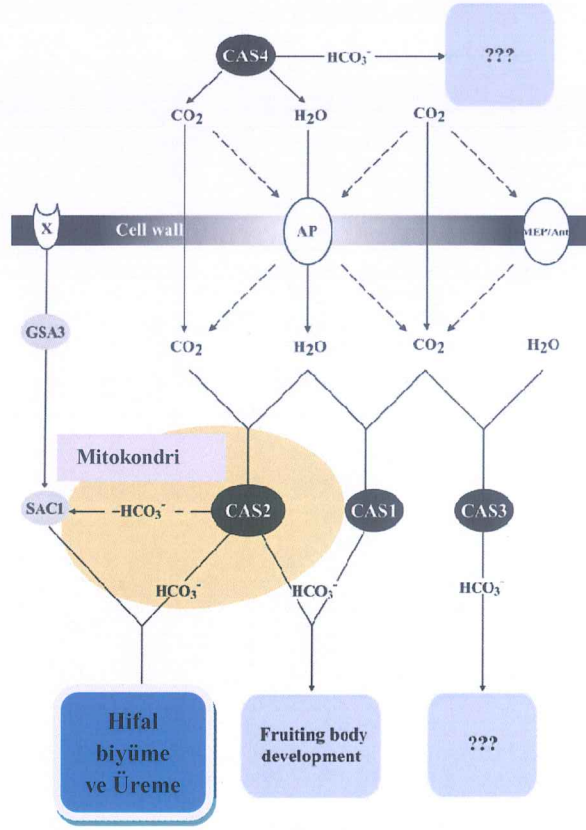 CAS4
HCO₃⁻
???
CO₂
H₂O
CO₂
X
Cell wall
AP
MEP/Amt
GSA3
CO₂
H₂O
CO₂
H₂O
Mitokondri
SAC1
HCO₃⁻
CAS2
CAS1
CAS3
HCO₃⁻
HCO₃⁻
HCO₃⁻
Hifal
biyüme
ve Üreme
Fruiting body
development
???